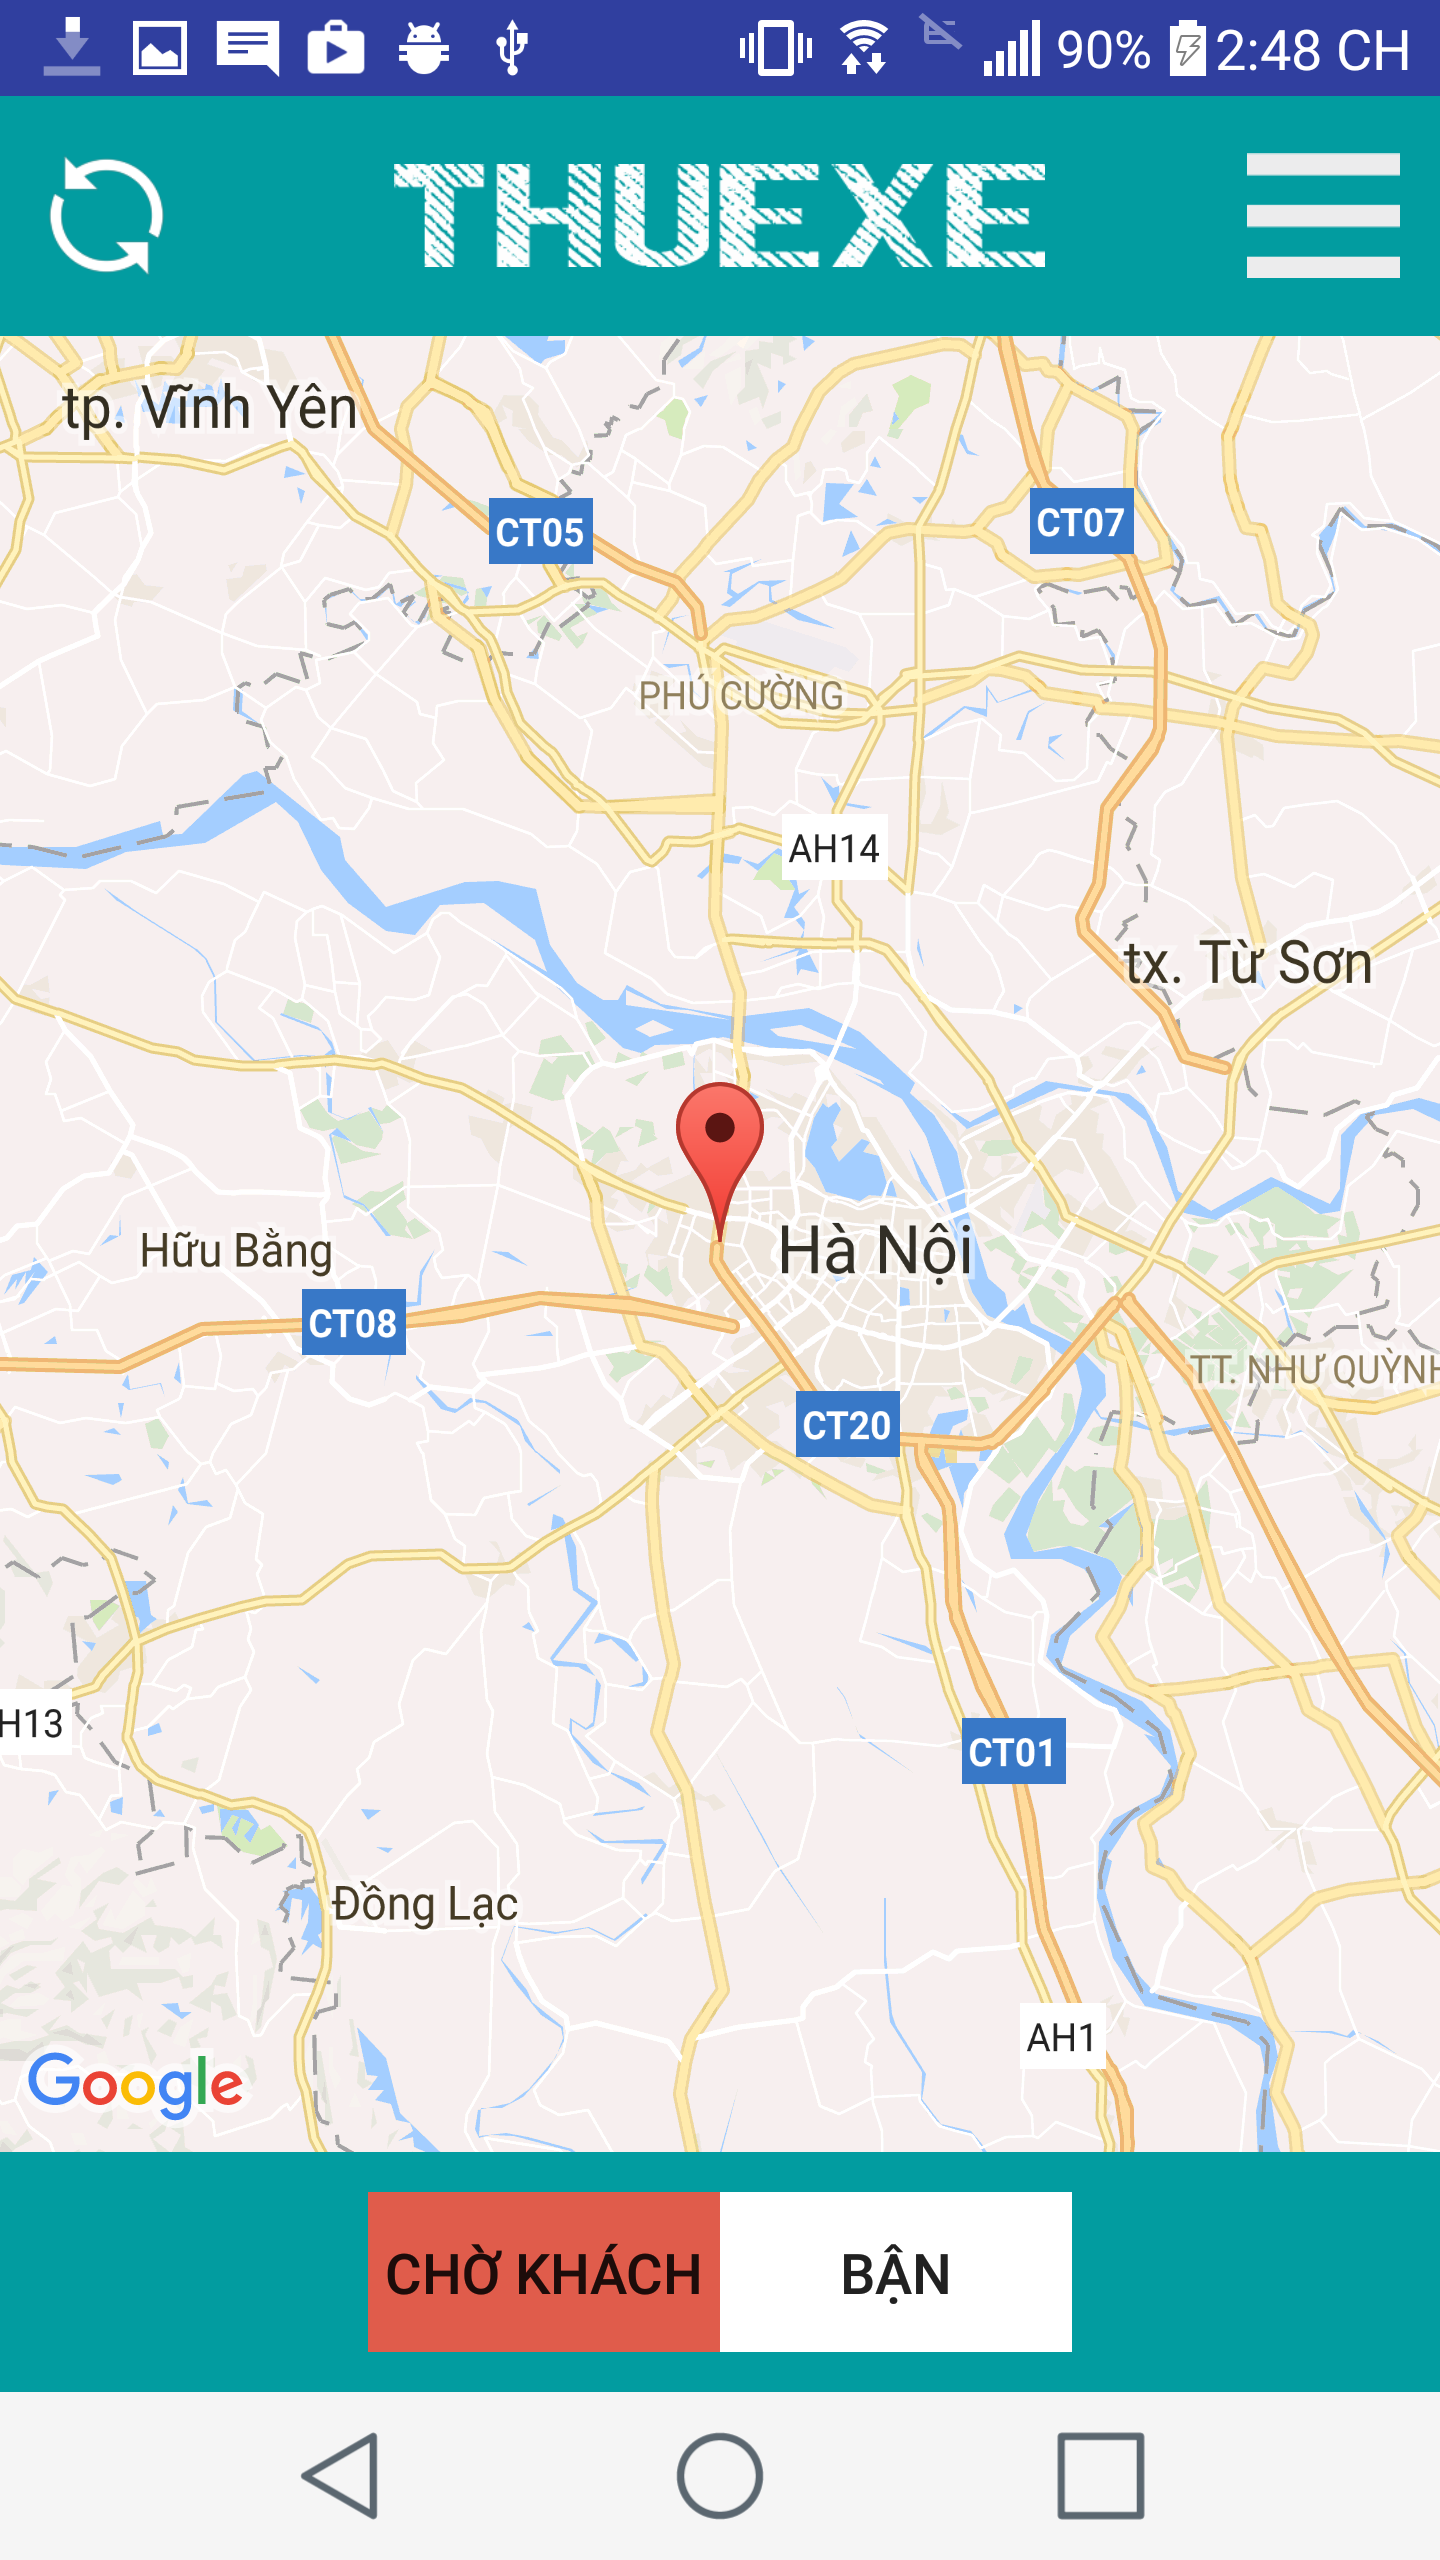 90% 2:48 CH
THUEXE
tp. Vĩnh Yên
CT05
CT07
PHÚ CƯỜNG
AH14
tx. Từ Sơn
Hà Nội
Hữu Bằng
CT08
TT. NHƯ QUỲNH
CT20
H13
CT01
Đồng Lạc
AH1
Google
CHỜ KHÁCH
BẬN